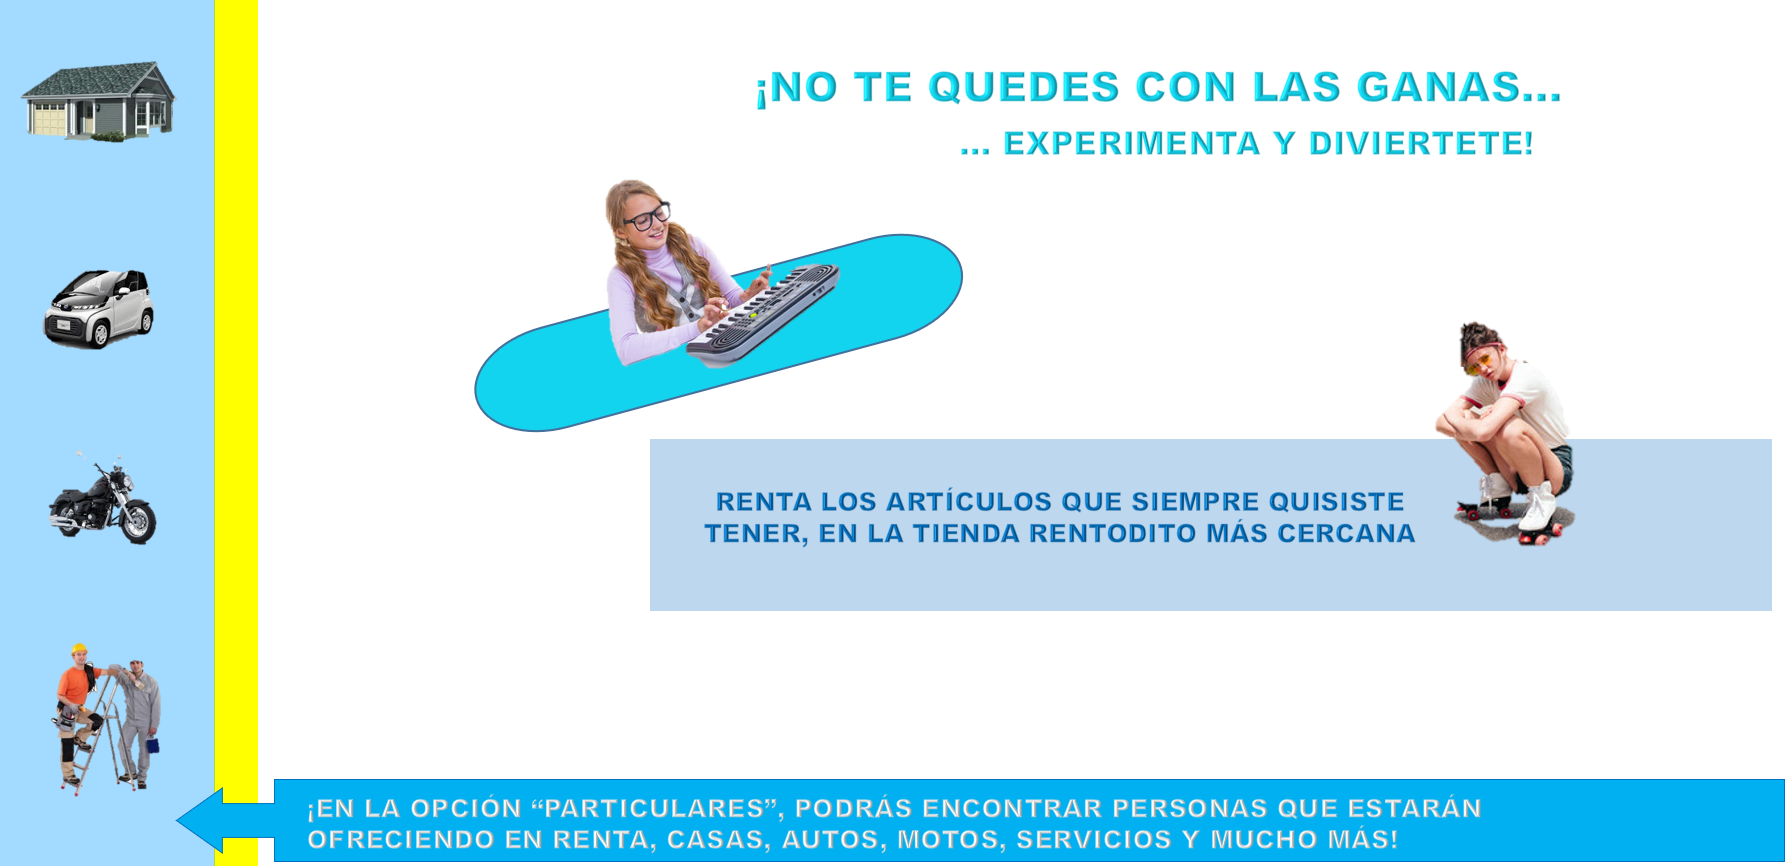 ¡NO TE QUEDES CON LAS GANAS...
... EXPERIMENTA Y DIVIERTETE!
RENTA LOS ARTÍCULOS QUE SIEMPRE QUISISTE
TENER, EN LA TIENDA RENTODITO MÁS CERCANA
¡EN LA OPCIÓN “PARTICULARES”, PODRÁS ENCONTRAR PERSONAS QUE ESTARÁN
OFRECIENDO EN RENTA, CASAS, AUTOS, MOTOS, SERVICIOS Y MUCHO MÁS!